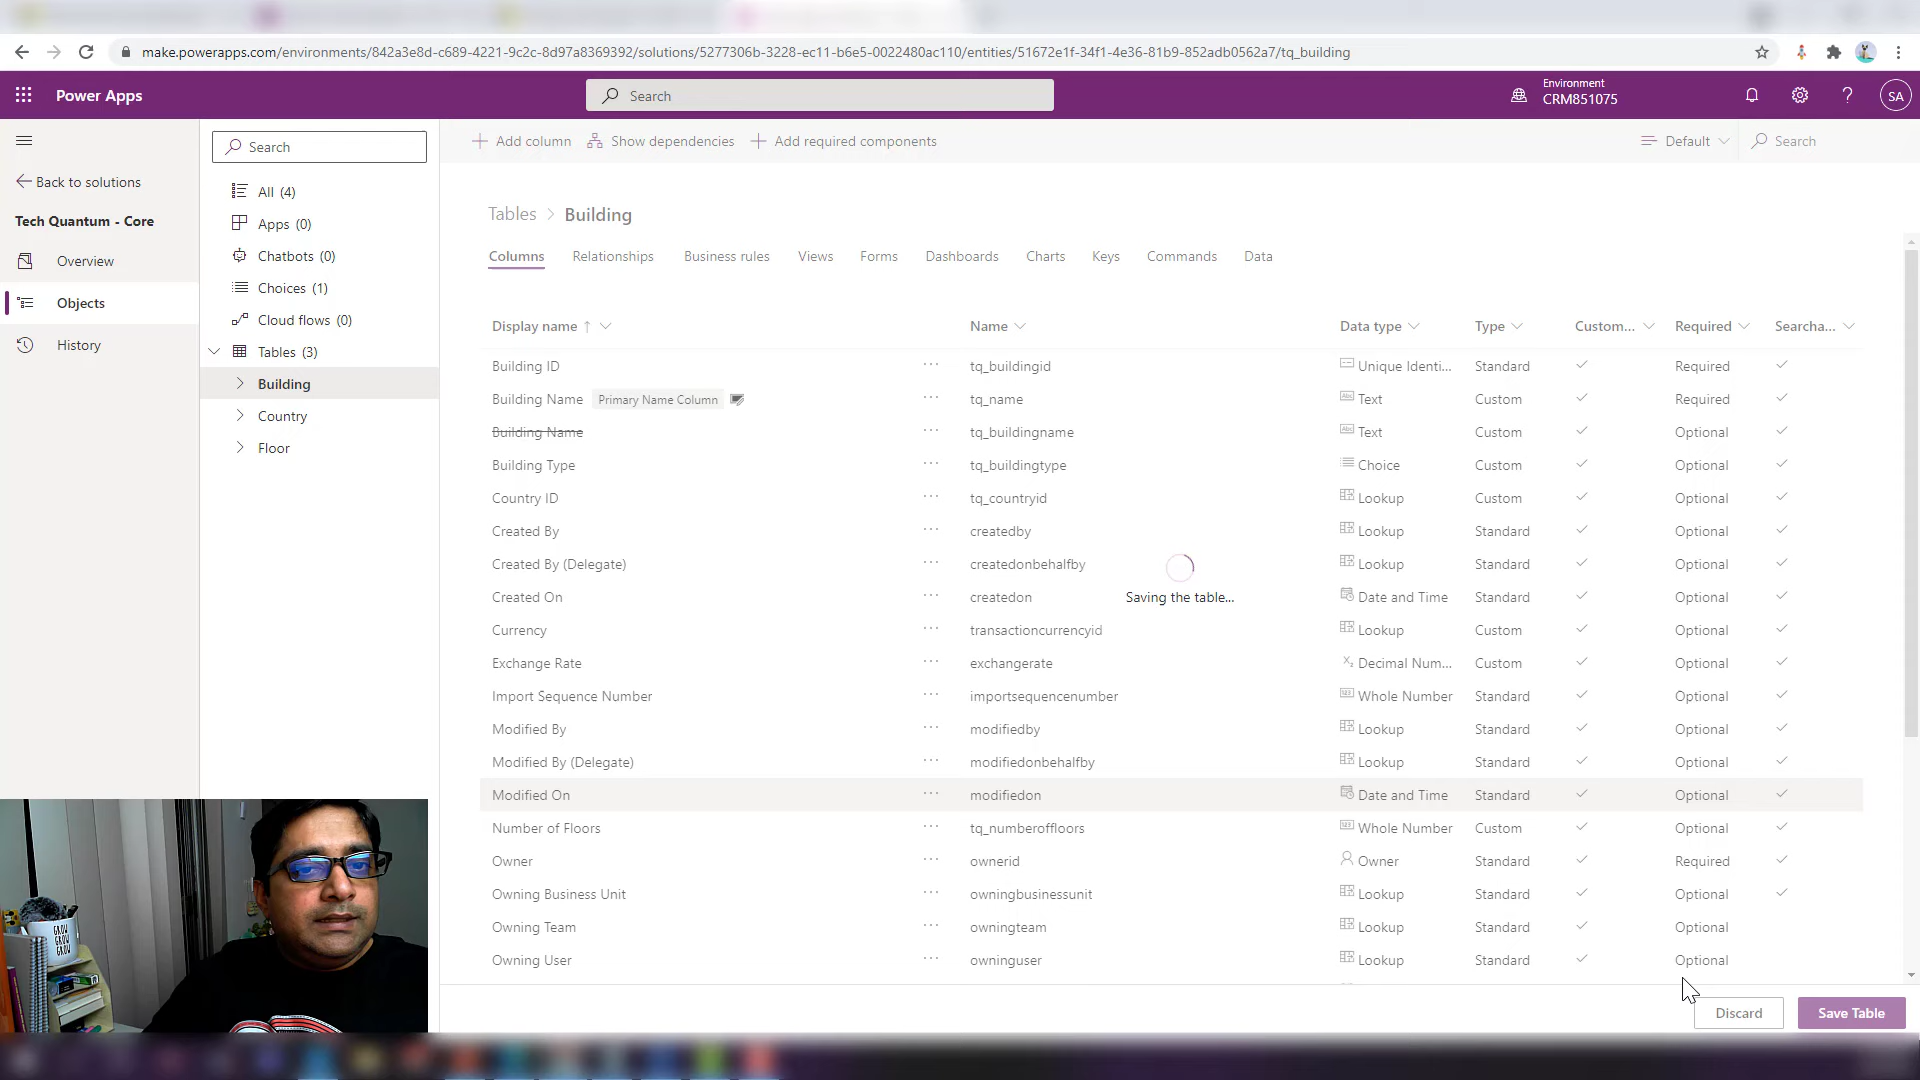 make.powerapps.com/environments/842a3e8d-c689-4221-9c2c-8d97a8369392/solutions/5277306b-3228-ec11-b6e5-0022480ac110/entities/51672e1f-34f1-4e36-81b9-852adb0562a7/tq_building
Power Apps
Search
Environment
CRM851075
SA
Search
Add column
Show dependencies
Add required components
Default
Search
Back to solutions
Tech Quantum - Core
Overview
Objects
History
All (4)
Apps (0)
Chatbots (0)
Choices (1)
Cloud flows (0)
Tables (3)
Building
Country
Floor
Tables > Building
Columns Relationships Business rules Views Forms Dashboards Charts Keys Commands Data
Display name Name Data type Type Custom... Required Searcha...
Building ID tq_buildingid Unique Identi... Standard Required
Building Name Primary Name Column tq_name Text Custom Required
Building Name tq_buildingname Text Custom Optional
Building Type tq_buildingtype Choice Custom Optional
Country ID tq_countryid Lookup Custom Optional
Created By createdby Lookup Standard Optional
Created By (Delegate) createdonbehalfby Lookup Standard Optional
Created On createdon Date and Time Standard Optional
Saving the table...
Currency transactioncurrencyid Lookup Custom Optional
Exchange Rate exchangerate Decimal Num... Custom Optional
Import Sequence Number importsequencenumber Whole Number Standard Optional
Modified By modifiedby Lookup Standard Optional
Modified By (Delegate) modifiedonbehalfby Lookup Standard Optional
Modified On modifiedon Date and Time Standard Optional
Number of Floors tq_numberoffloors Whole Number Custom Optional
Owner ownerid Owner Standard Required
Owning Business Unit owningbusinessunit Lookup Standard Optional
Owning Team owningteam Lookup Standard Optional
Owning User owninguser Lookup Standard Optional
Discard
Save Table
GROW
GROW
GROW